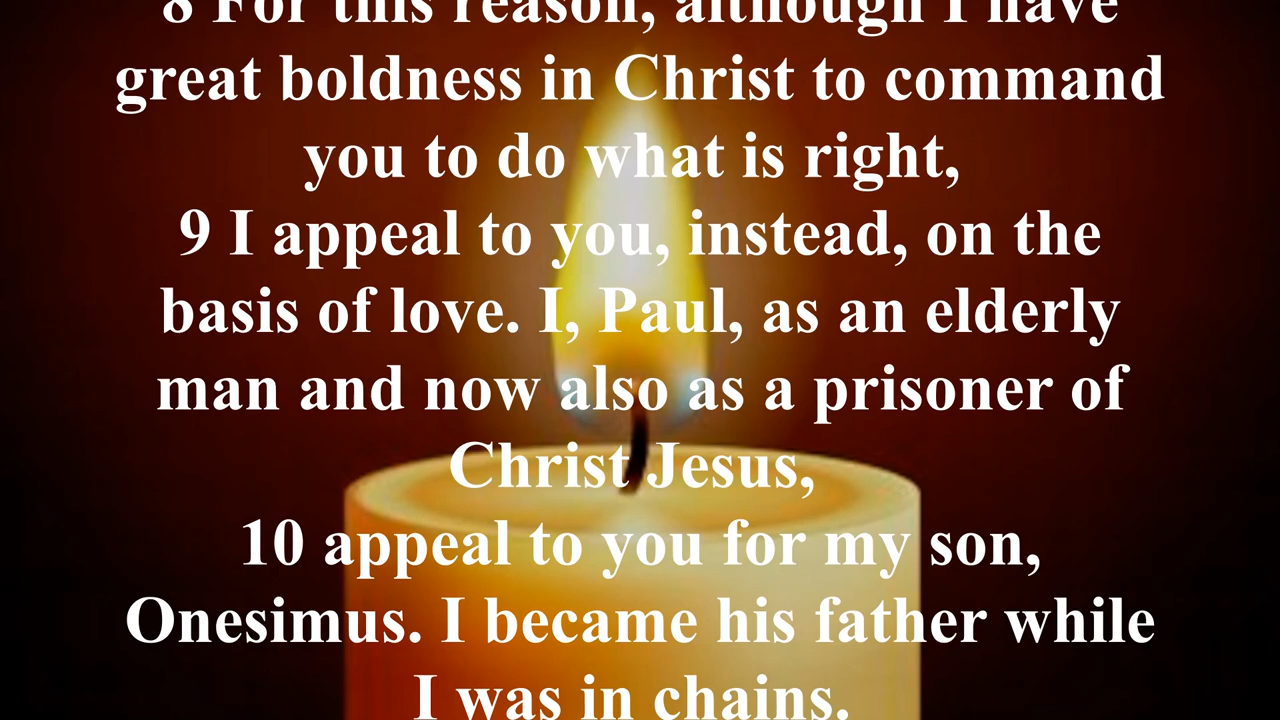 8 For this reason, although I have
great boldness in Christ to command
you to do what is right,
9 I appeal to you, instead, on the
basis of love. I, Paul, as an elderly
man and now also as a prisoner of
Christ Jesus,
10 appeal to you for my son,
Onesimus. I became his father while
I was in chains.